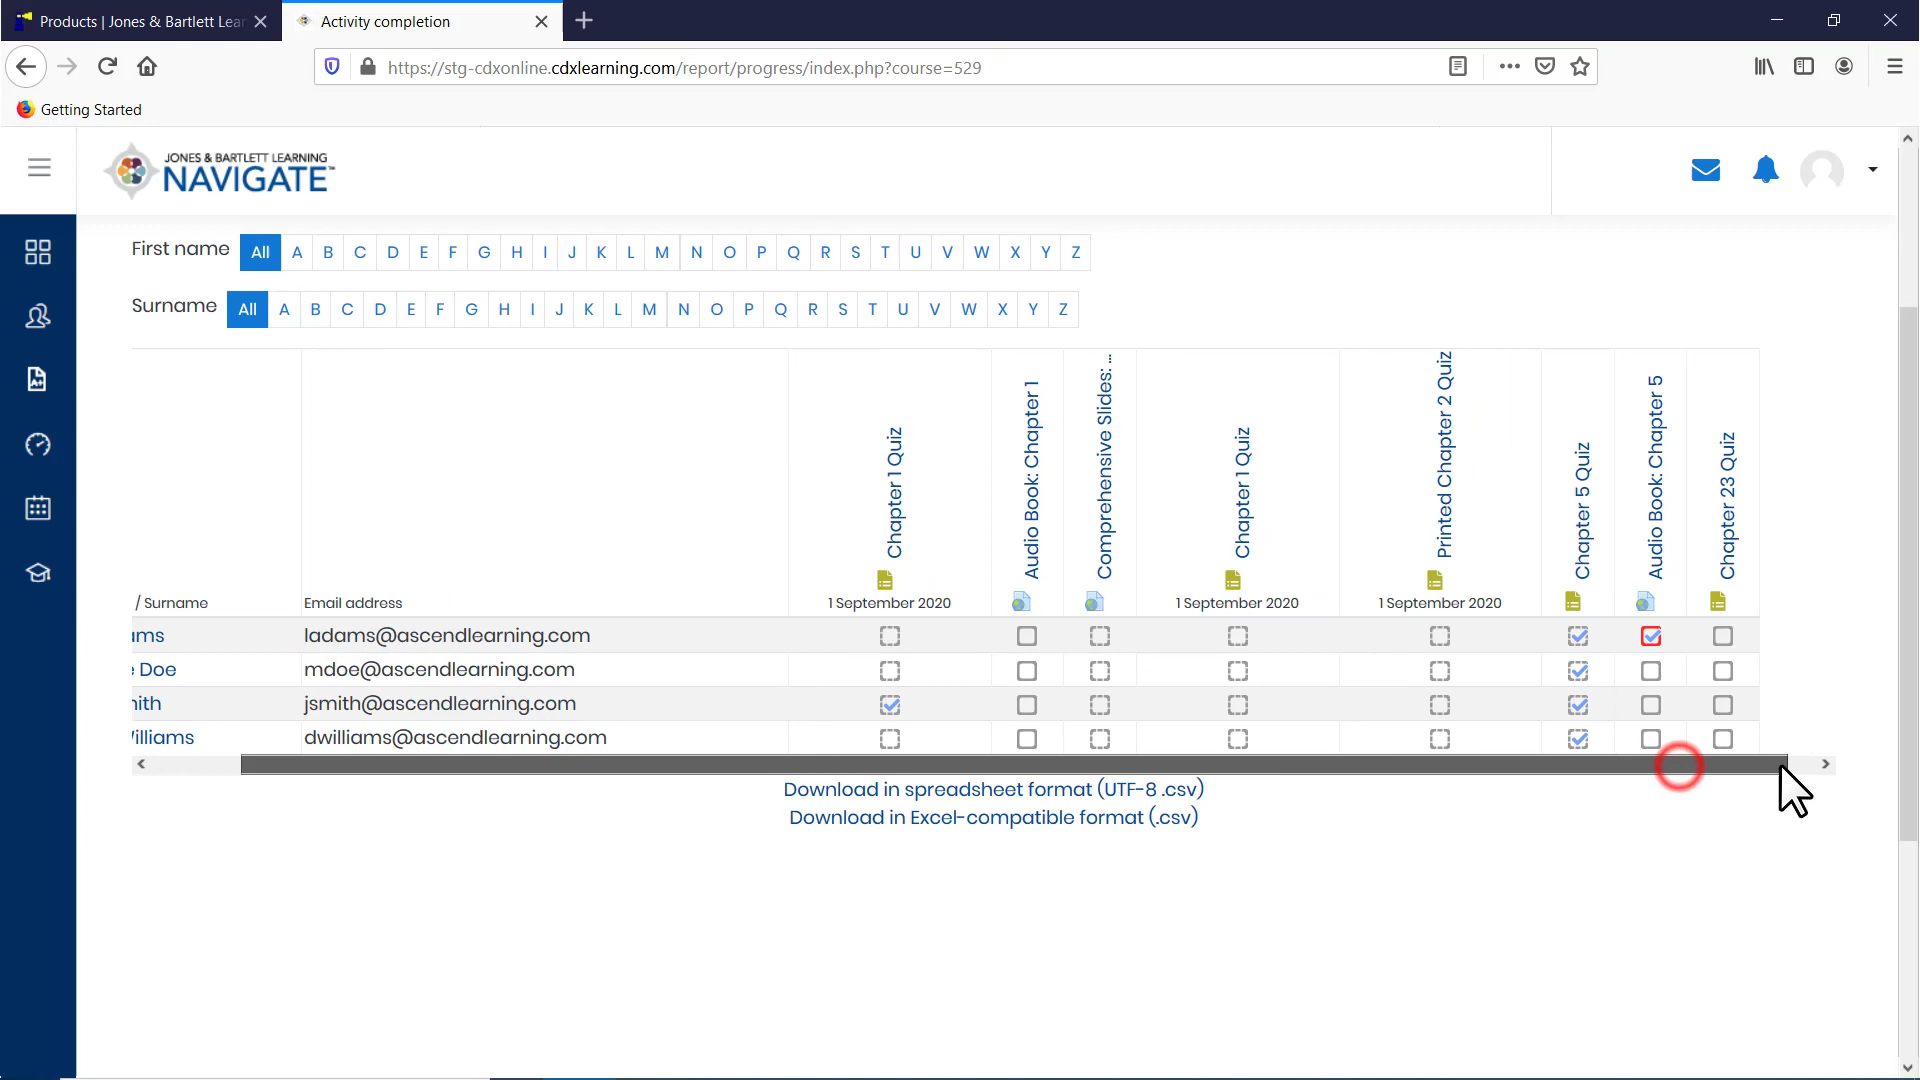 Products | Jones & Bartlett Lear
Activity completion
https://stg-cdxonline.cdxlearning.com/report/progress/index.php?course=529
Getting Started
JONES & BARTLETT LEARNING
NAVIGATE™
First name All A B C D E F G H I J K L M N O P Q R S T U V W X Y Z
Surname All A B C D E F G H I J K L M N O P Q R S T U V W X Y Z
Chapter 1 Quiz
Audio Book: Chapter 1
Comprehensive Slides: ...
Chapter 1 Quiz
Printed Chapter 2 Quiz
Chapter 5 Quiz
Audio Book: Chapter 5
Chapter 23 Quiz
/ Surname Email address 1 September 2020 1 September 2020 1 September 2020
ams ladams@ascendlearning.com
e Doe mdoe@ascendlearning.com
nith jsmith@ascendlearning.com
Villiams dwilliams@ascendlearning.com
Download in spreadsheet format (UTF-8 .csv)
Download in Excel-compatible format (.csv)